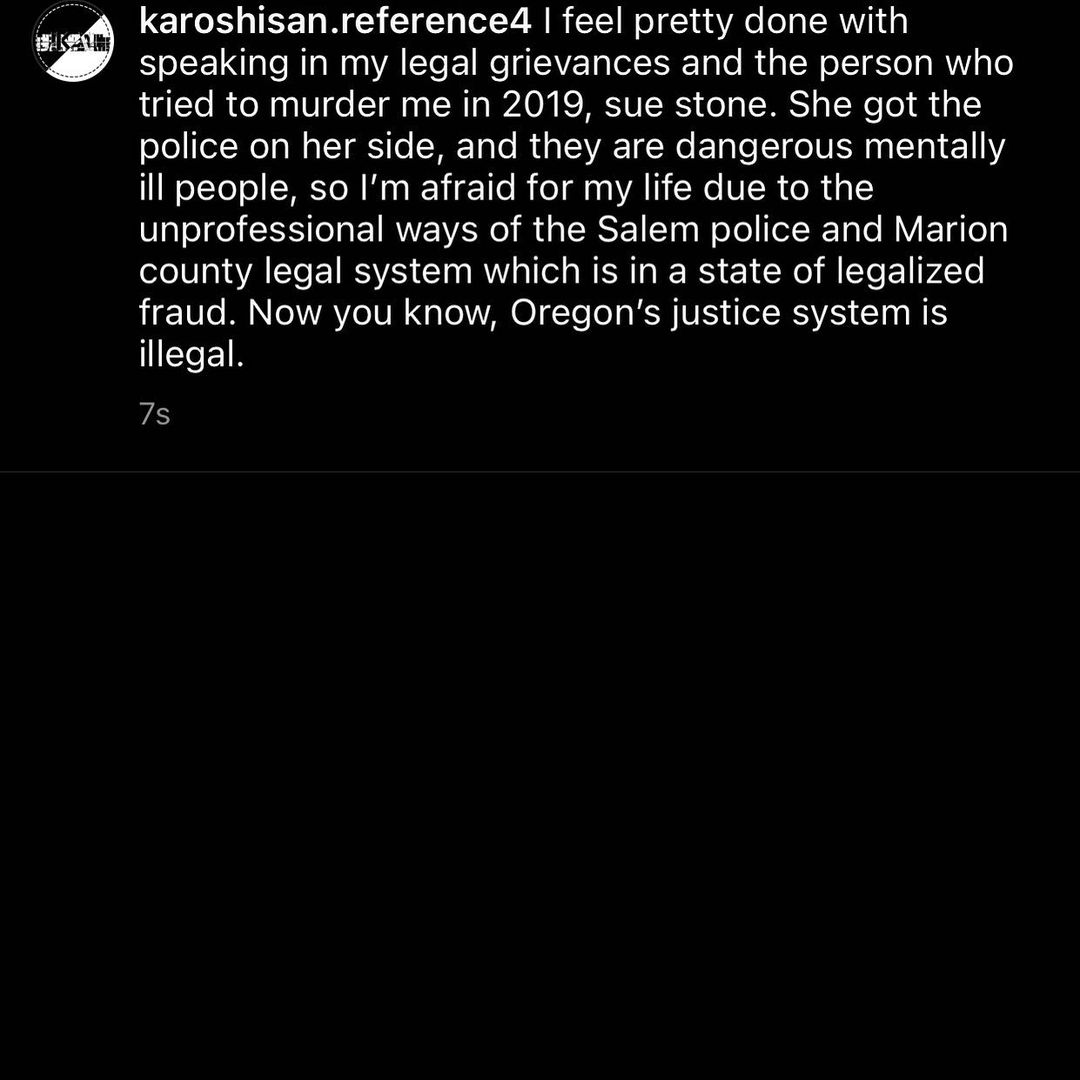 karoshisan.reference4 I feel pretty done with
speaking in my legal grievances and the person who
tried to murder me in 2019, sue stone. She got the
police on her side, and they are dangerous mentally
ill people, so I’m afraid for my life due to the
unprofessional ways of the Salem police and Marion
county legal system which is in a state of legalized
fraud. Now you know, Oregon’s justice system is
illegal.
7s